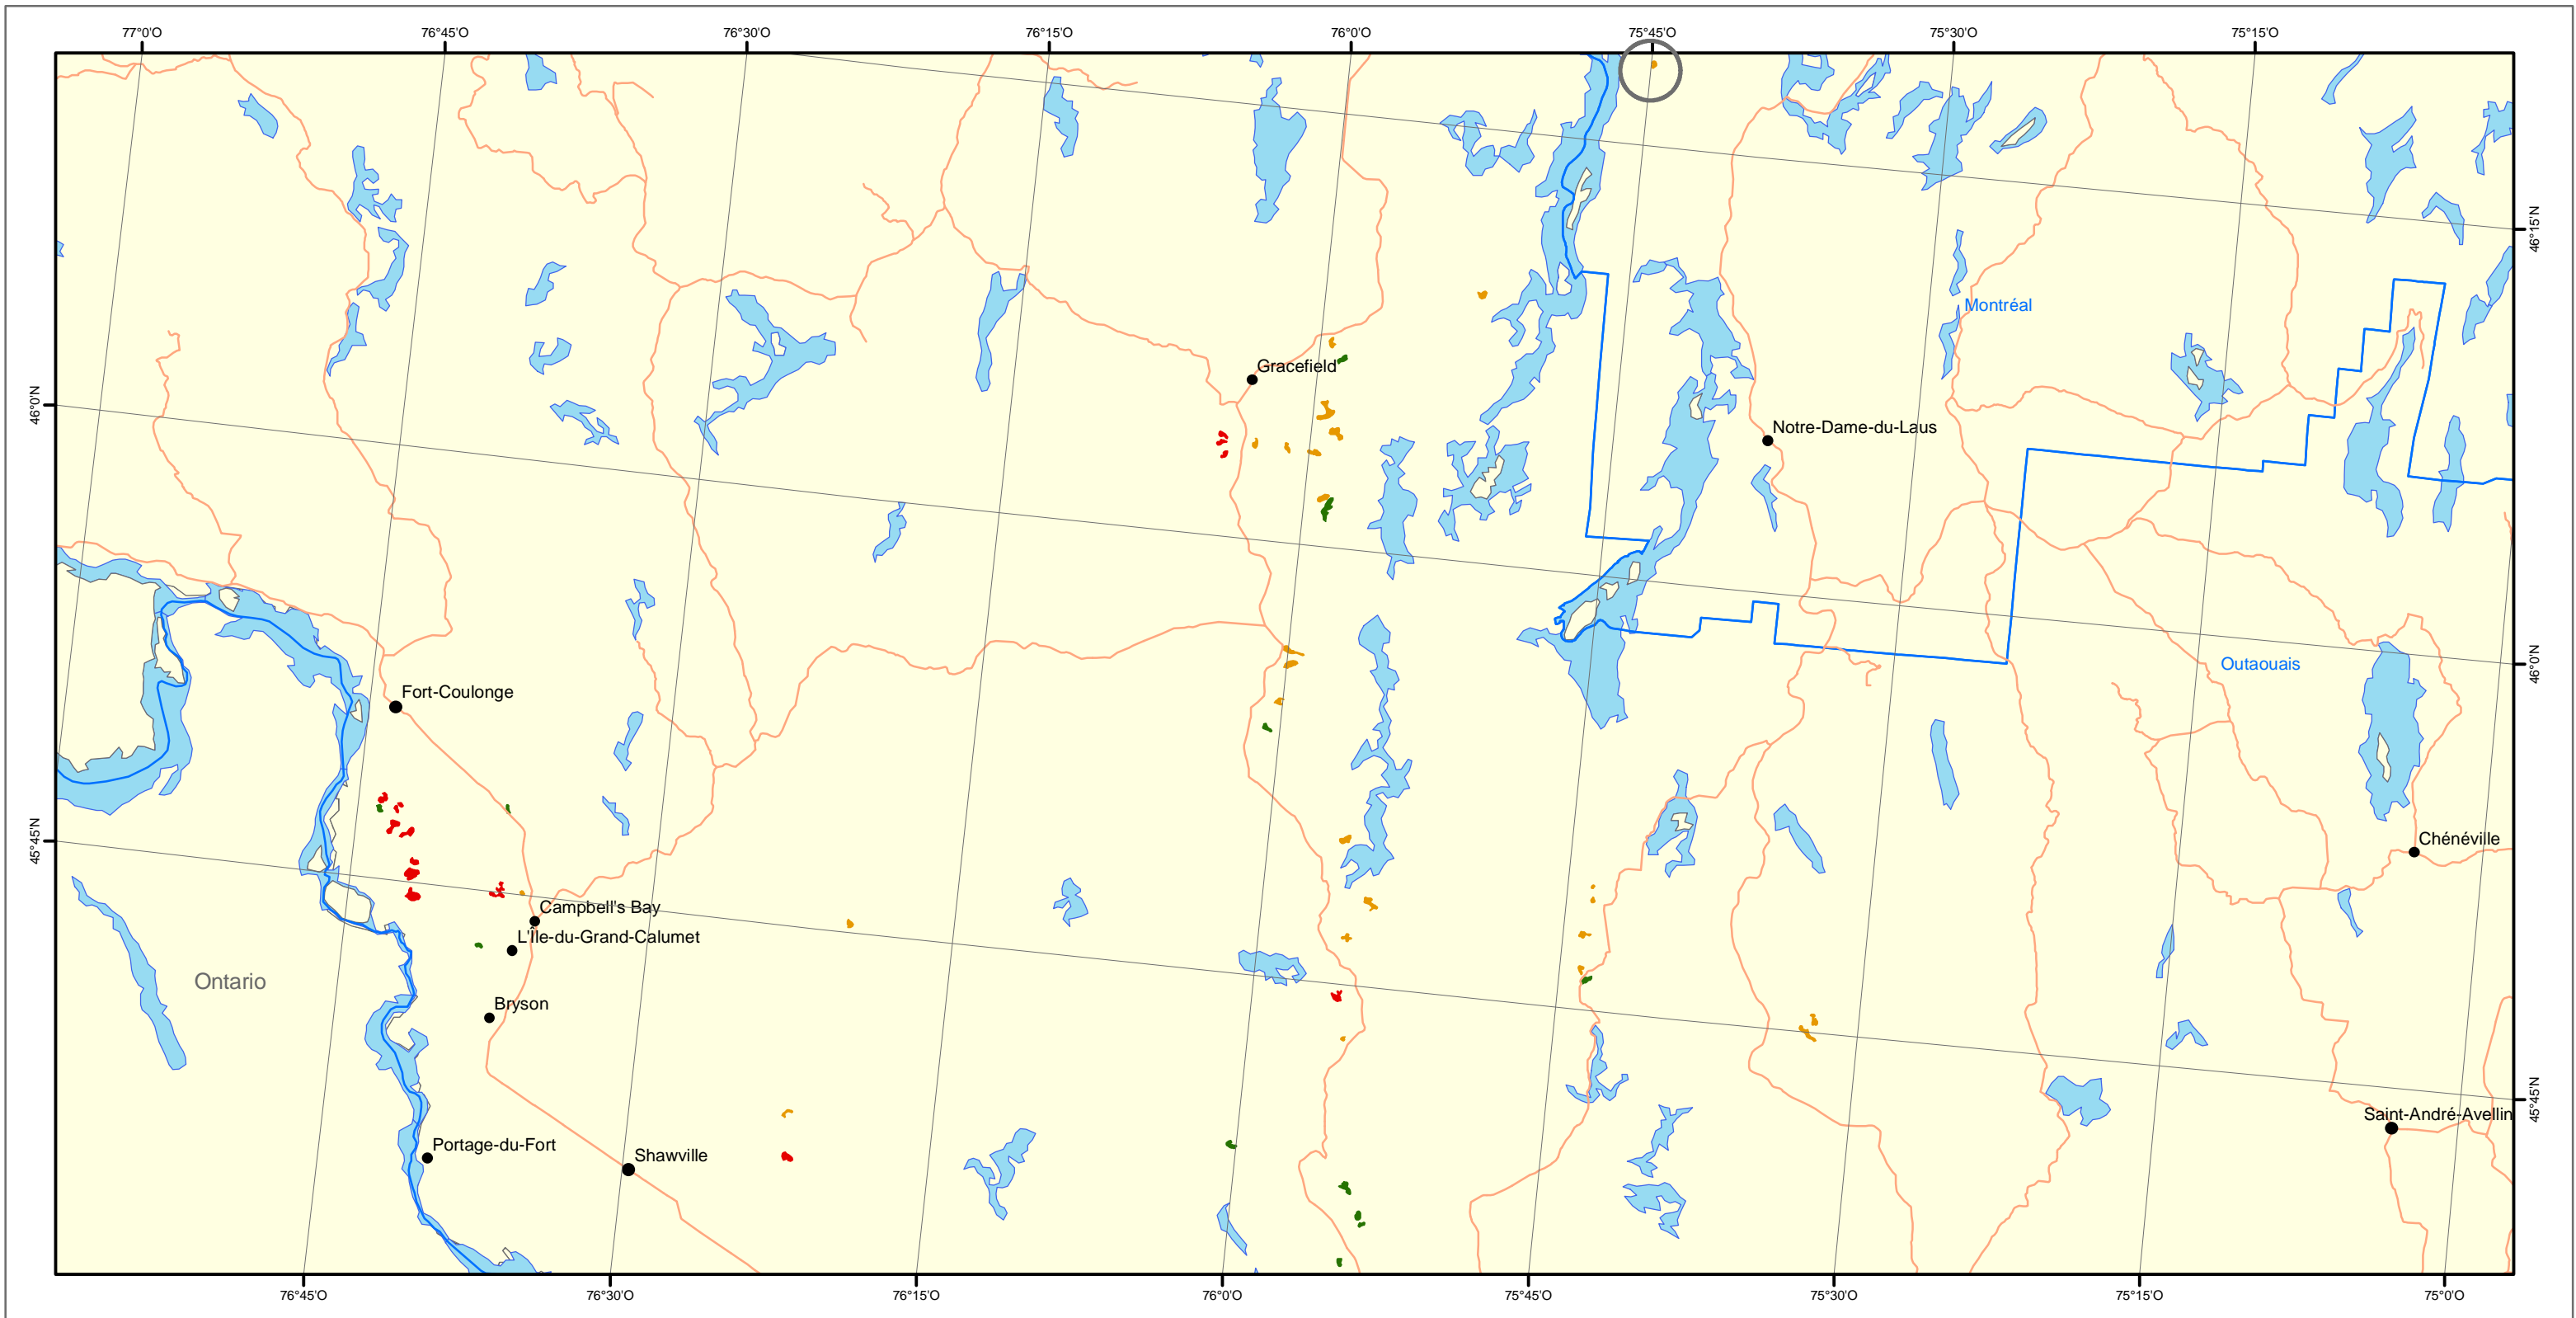 77°0'O
76°45'O
76°30'O
76°15'O
76°0'O
75°45'O
75°30'O
75°15'O
46°15'N
Montréal
Gracefield
46°0'N
Notre-Dame-du-Laus
46°0'N
Outaouais
Fort-Coulonge
45°45'N
Chénéville
Campbell's Bay
L'Île-du-Grand-Calumet
Ontario
Bryson
45°45'N
Saint-André-Avellin
Portage-du-Fort
Shawville
76°45'O
76°30'O
76°15'O
76°0'O
75°45'O
75°30'O
75°15'O
75°0'O